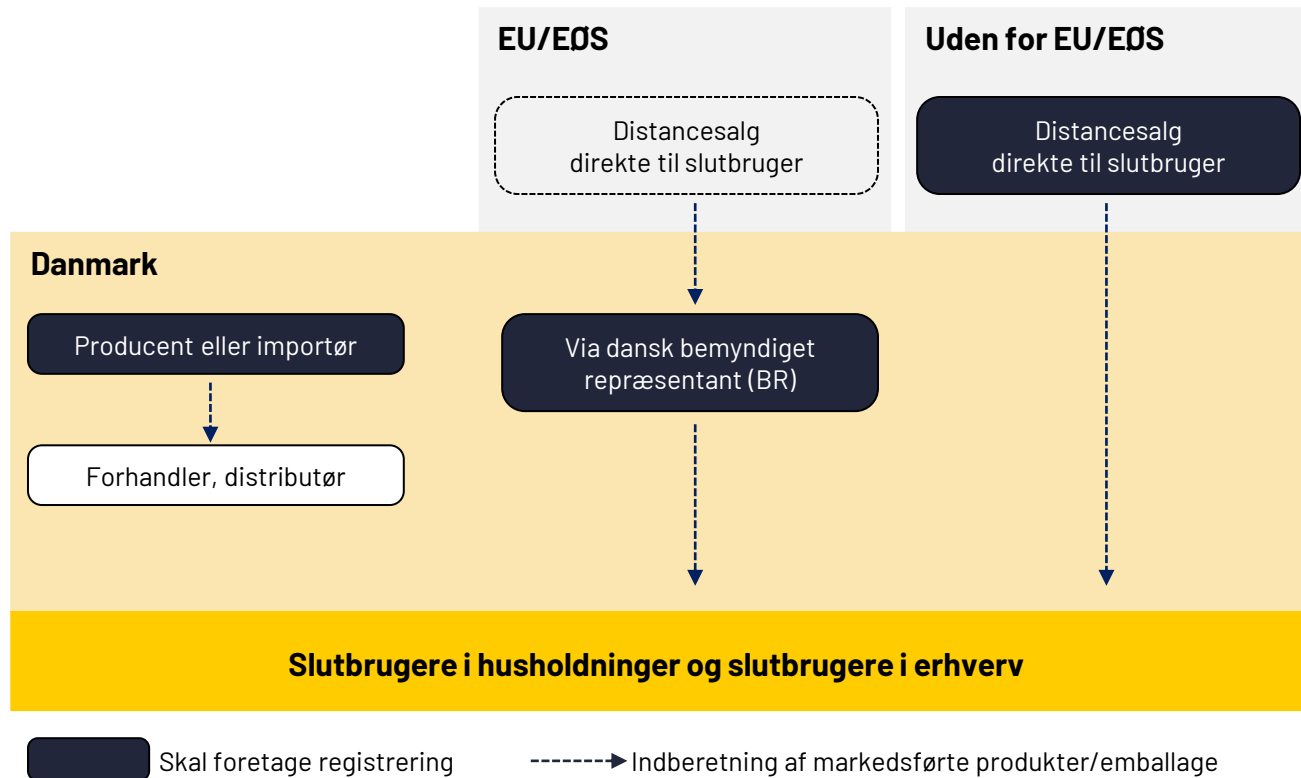 EU/EØS
Uden for EU/EØS
Distancesalg
direkte til slutbruger
Distancesalg
direkte til slutbruger
Danmark
Producent eller importør
Via dansk bemyndiget
repræsentant (BR)
Forhandler, distributør
Slutbrugere i husholdninger og slutbrugere i erhverv
Skal foretage registrering
Indberetning af markedsførte produkter/emballage